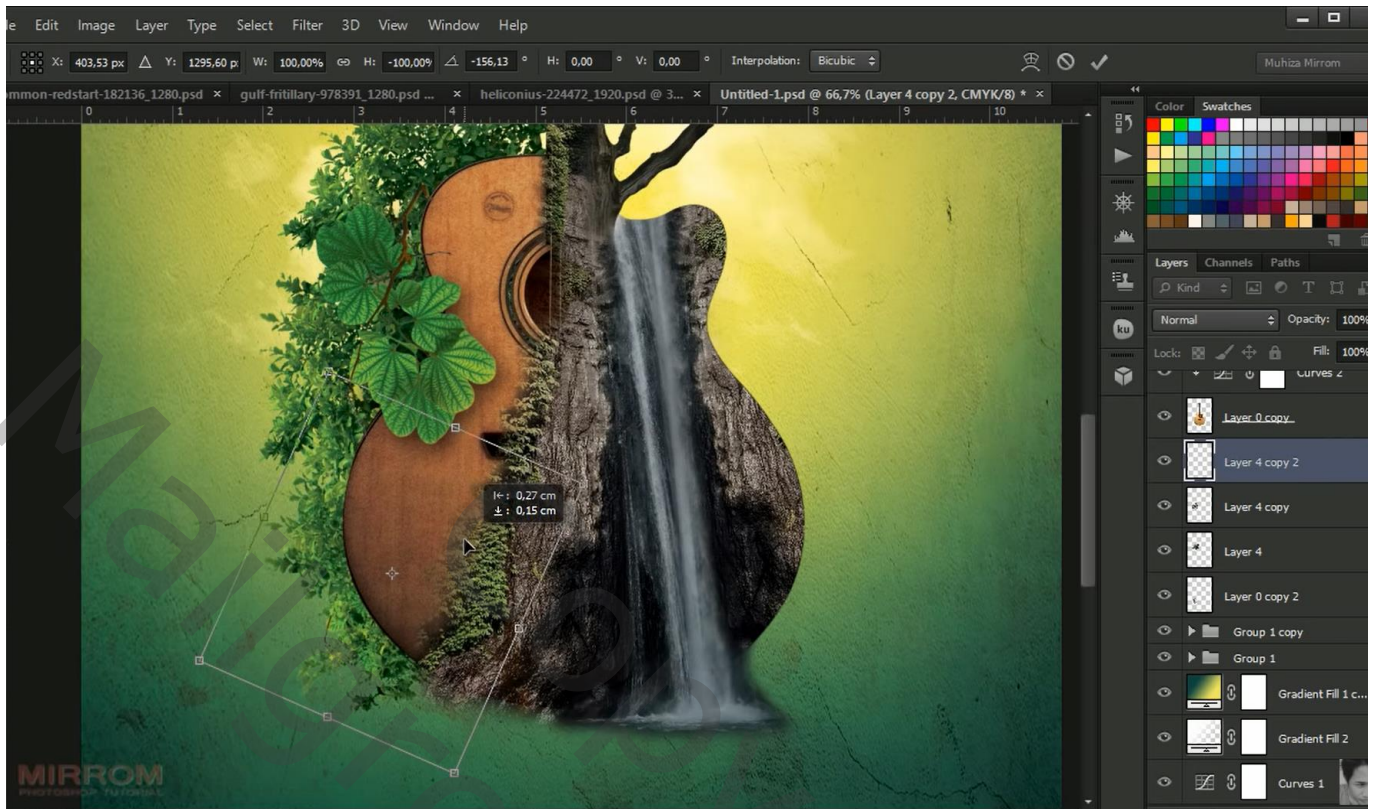 le Edit Image Layer Type Select Filter 3D View Window Help
X: 403,53 px Δ Y: 1295,60 p: W: 100,00% H: -100,00% -156,13 ° H: 0,00 ° V: 0,00 ° Interpolation: Bicubic Muhiza Mirrom
ommon-redstart-182136_1280.psd × gulf-fritillary-978391_1280.psd ... × heliconius-224472_1920.psd @ 3... × Untitled-1.psd @ 66,7% (Layer 4 copy 2, CMYK/8) * ×
0 1 2 3 4 5 6 7 8 9 10
Color Swatches
Layers Channels Paths
Kind
Normal Opacity: 100%
Lock: Fill: 100%
Curves 2
Layer 0 copy
Layer 4 copy 2
Layer 4 copy
Layer 4
Layer 0 copy 2
Group 1 copy
Group 1
Gradient Fill 1 c...
Gradient Fill 2
Curves 1
ku
: 0,27 cm
: 0,15 cm
MIRROM
PHOTOSHOP TUTORIAL